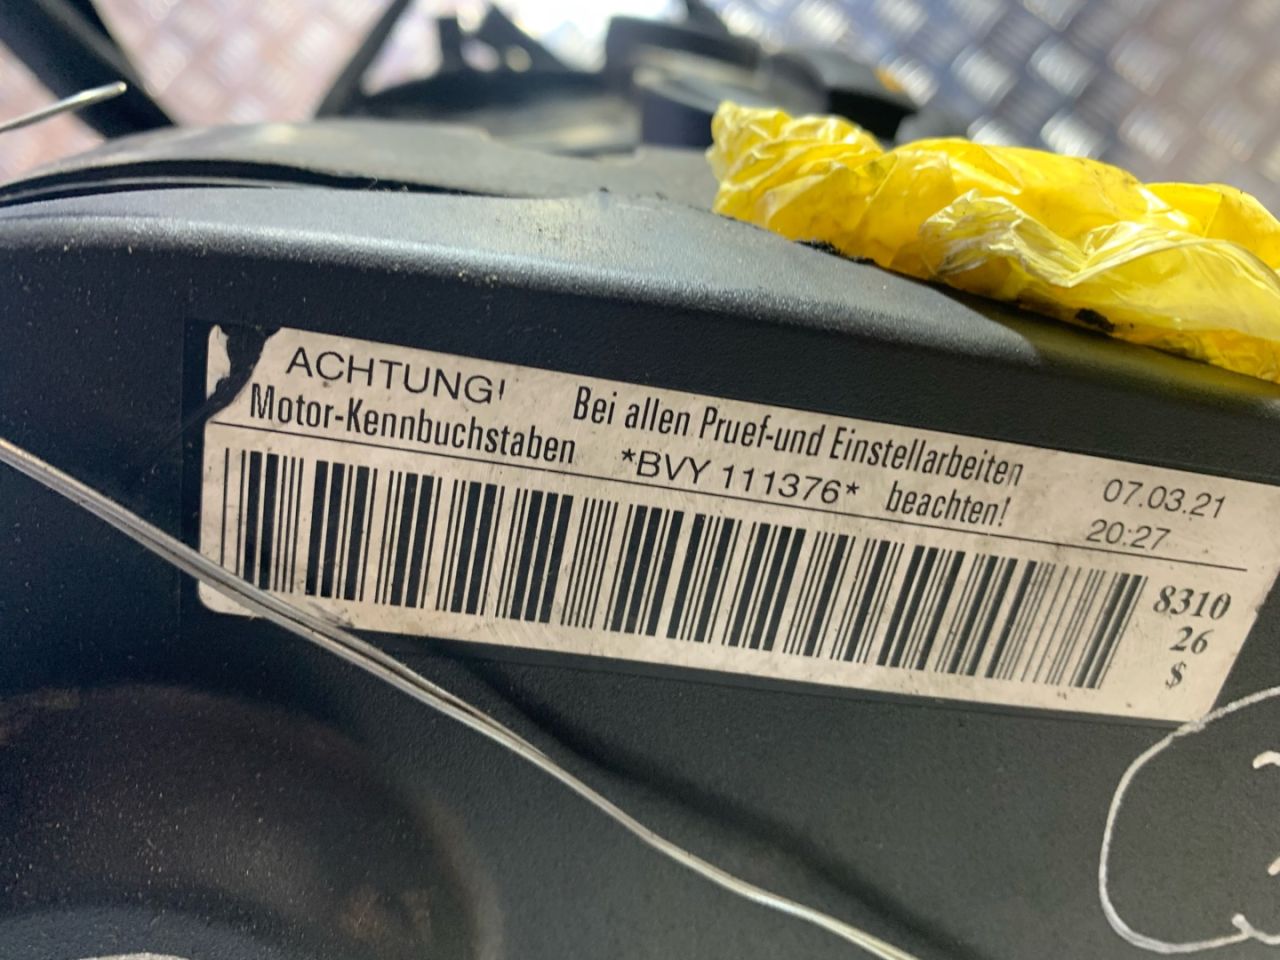 ACHTUNG!
Bei allen Pruef-und Einstellarbeiten
07.03.21
Motor-Kennbuchstaben *BVY 111376* beachten!
20:27
8310
26
$